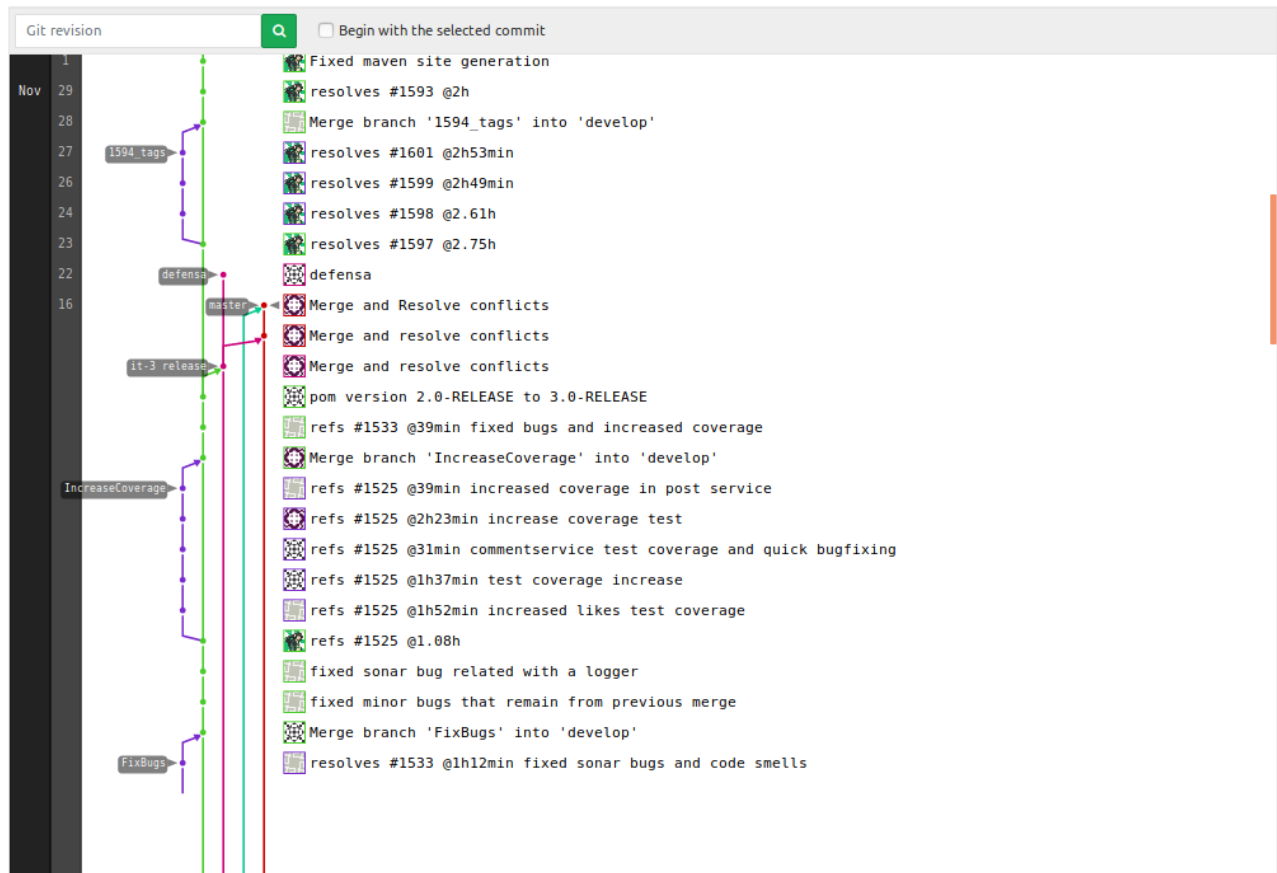 Git revision Begin with the selected commit
1 Fixed maven site generation
Nov 29 resolves #1593 @2h
28 Merge branch '1594_tags' into 'develop'
27 1594_tags resolves #1601 @2h53min
26 resolves #1599 @2h49min
24 resolves #1598 @2.61h
23 resolves #1597 @2.75h
22 defensa defensa
16 master Merge and Resolve conflicts
Merge and resolve conflicts
it-3 release Merge and resolve conflicts
pom version 2.0-RELEASE to 3.0-RELEASE
refs #1533 @39min fixed bugs and increased coverage
Merge branch 'IncreaseCoverage' into 'develop'
IncreaseCoverage refs #1525 @39min increased coverage in post service
refs #1525 @2h23min increase coverage test
refs #1525 @31min commentservice test coverage and quick bugfixing
refs #1525 @1h37min test coverage increase
refs #1525 @1h52min increased likes test coverage
refs #1525 @1.08h
fixed sonar bug related with a logger
fixed minor bugs that remain from previous merge
Merge branch 'FixBugs' into 'develop'
FixBugs resolves #1533 @1h12min fixed sonar bugs and code smells